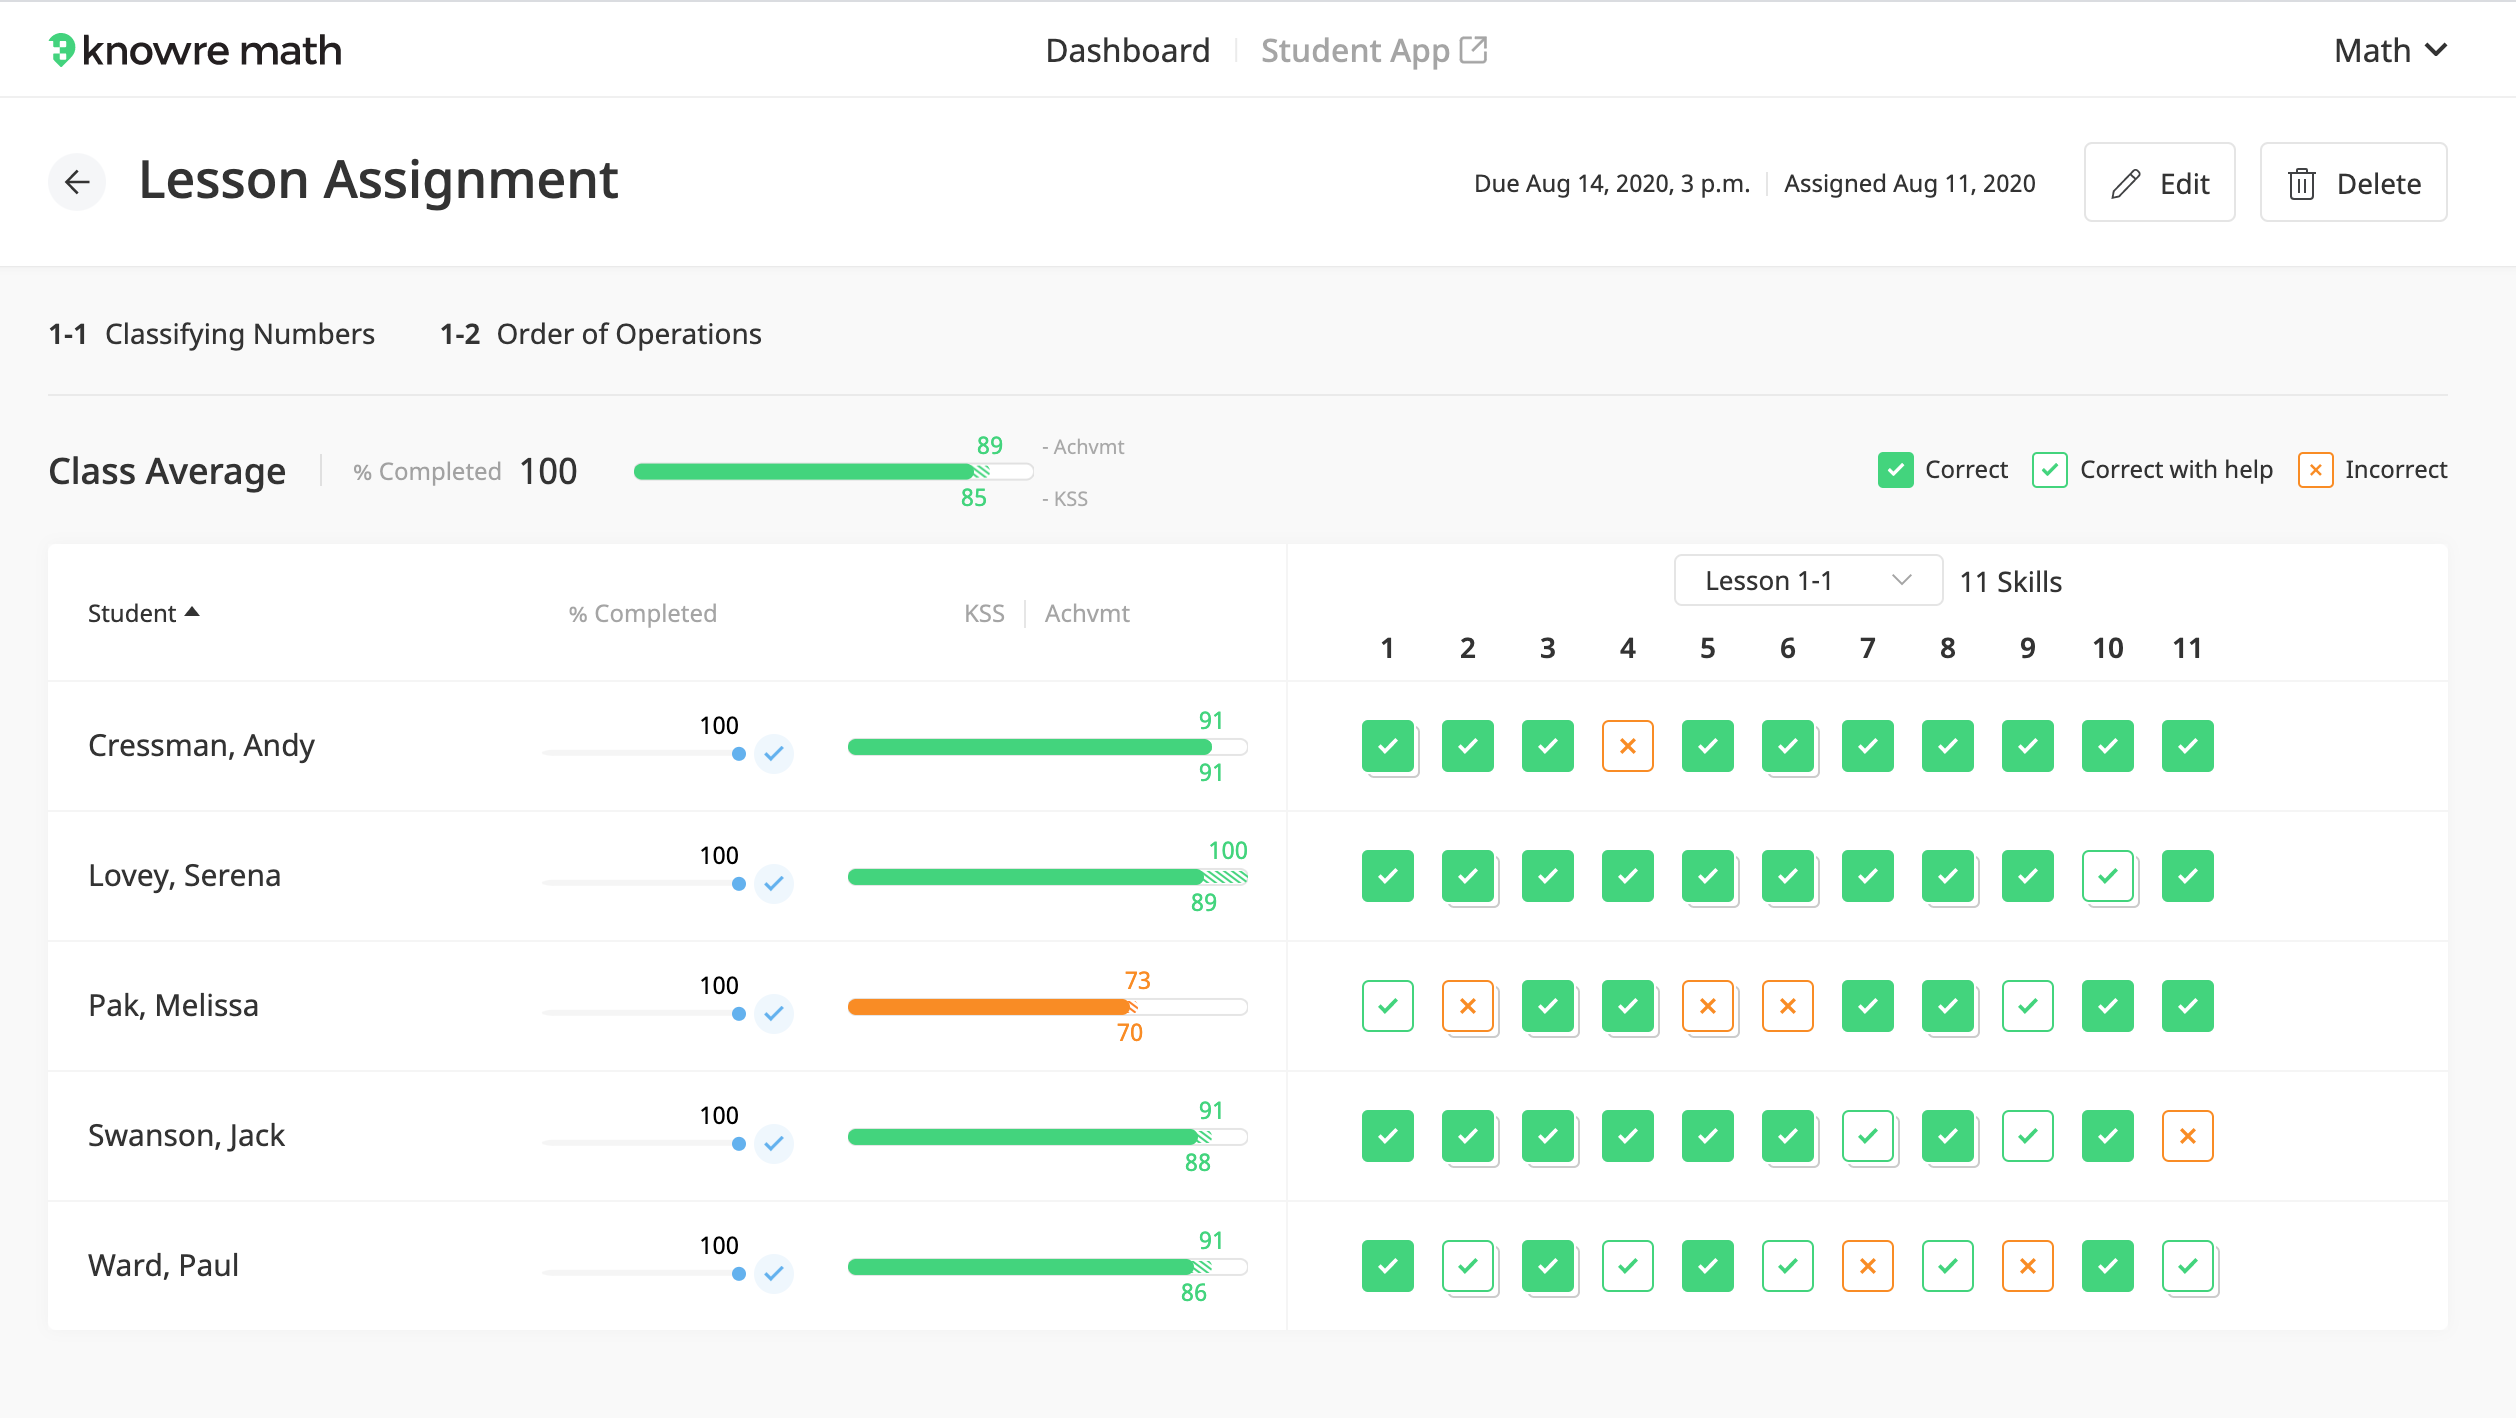 knowre math
Dashboard
Student App
Math
Lesson Assignment
Due Aug 14, 2020, 3 p.m.
Assigned Aug 11, 2020
Edit
Delete
1-1 Classifying Numbers
1-2 Order of Operations
Class Average
% Completed 100
89
- Achvmt
85
- KSS
Correct
Correct with help
Incorrect
Student
% Completed
KSS
Achvmt
Lesson 1-1
11 Skills
1 2 3 4 5 6 7 8 9 10 11
Cressman, Andy
100
91
91
Lovey, Serena
100
100
89
Pak, Melissa
100
73
70
Swanson, Jack
100
91
88
Ward, Paul
100
91
86